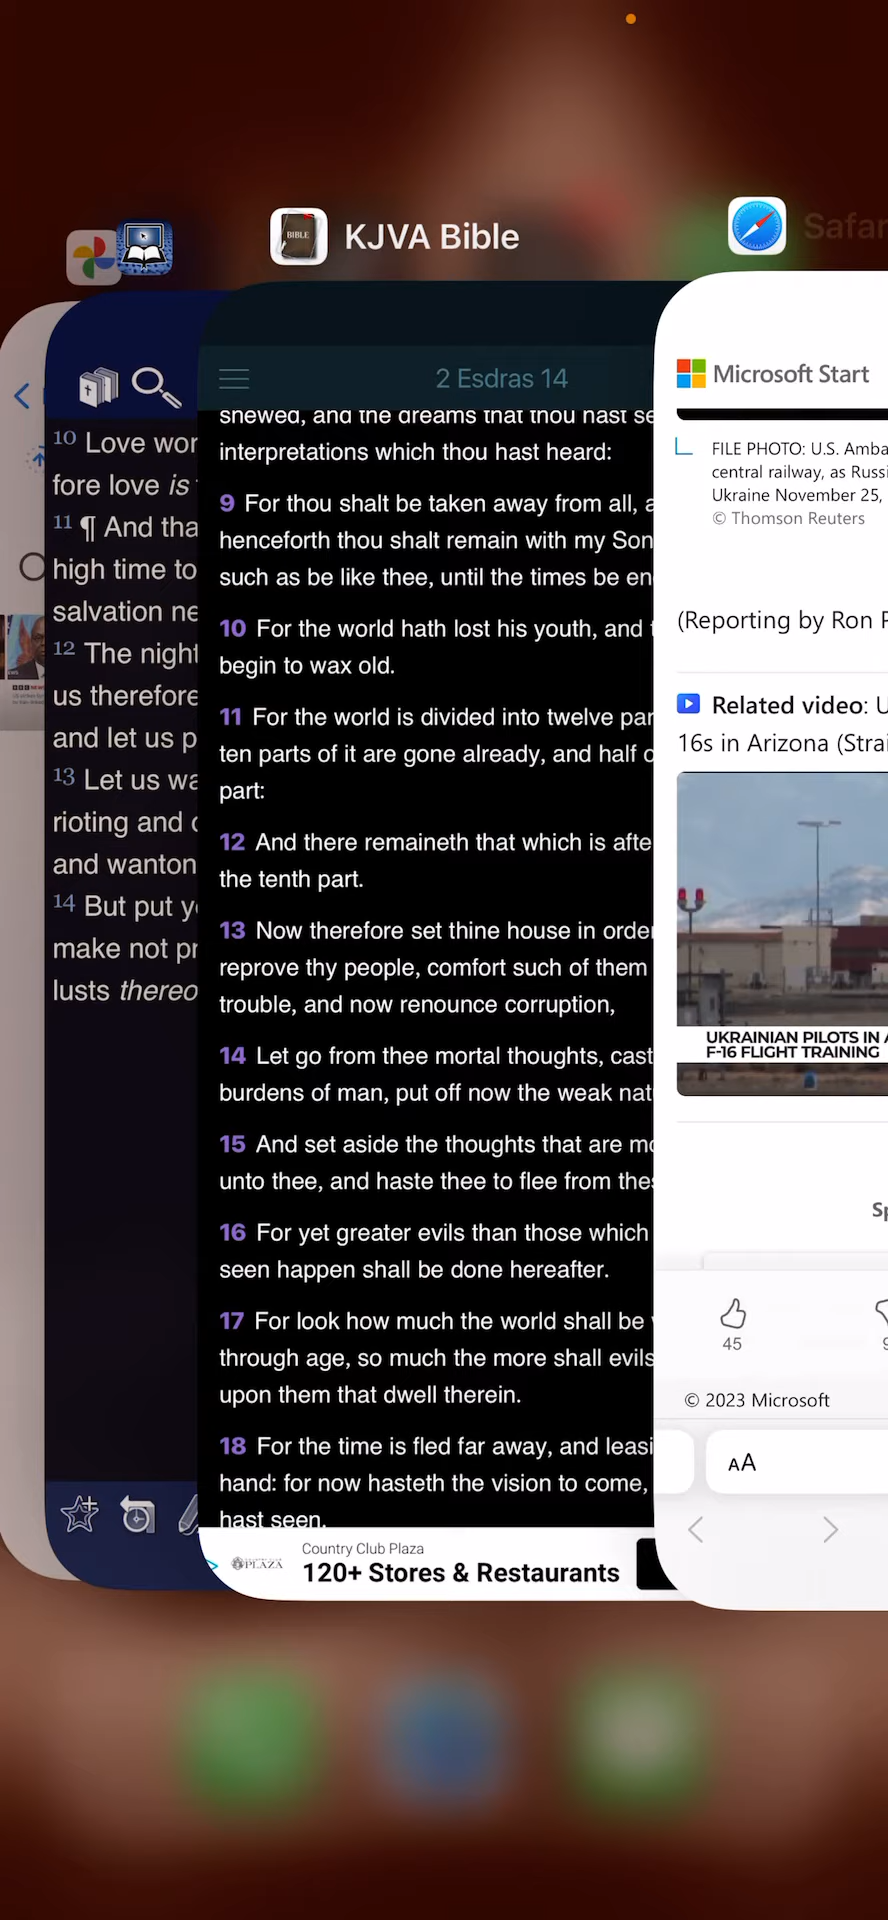 KJVA Bible
Safar
10 Love wor
fore love is
11 ¶ And tha
high time to
salvation ne
12 The night
us therefore
and let us p
13 Let us wa
rioting and
and wanton
14 But put y
make not pr
lusts thereo
2 Esdras 14
shewed, and the dreams that thou hast se
interpretations which thou hast heard:
9 For thou shalt be taken away from all, a
henceforth thou shalt remain with my Son
such as be like thee, until the times be en
10 For the world hath lost his youth, and
begin to wax old.
11 For the world is divided into twelve par
ten parts of it are gone already, and half o
part:
12 And there remaineth that which is afte
the tenth part.
13 Now therefore set thine house in order
reprove thy people, comfort such of them
trouble, and now renounce corruption,
14 Let go from thee mortal thoughts, cast
burdens of man, put off now the weak nat
15 And set aside the thoughts that are mo
unto thee, and haste thee to flee from thes
16 For yet greater evils than those which
seen happen shall be done hereafter.
17 For look how much the world shall be
through age, so much the more shall evils
upon them that dwell therein.
18 For the time is fled far away, and leasi
hand: for now hasteth the vision to come,
hast seen.
PLAZA
Country Club Plaza
120+ Stores & Restaurants
Microsoft Start
FILE PHOTO: U.S. Amba
central railway, as Russi
Ukraine November 25,
© Thomson Reuters
(Reporting by Ron P
Related video: U
16s in Arizona (Strai
UKRAINIAN PILOTS IN A
F-16 FLIGHT TRAINING
Sp
45
9
© 2023 Microsoft
AA